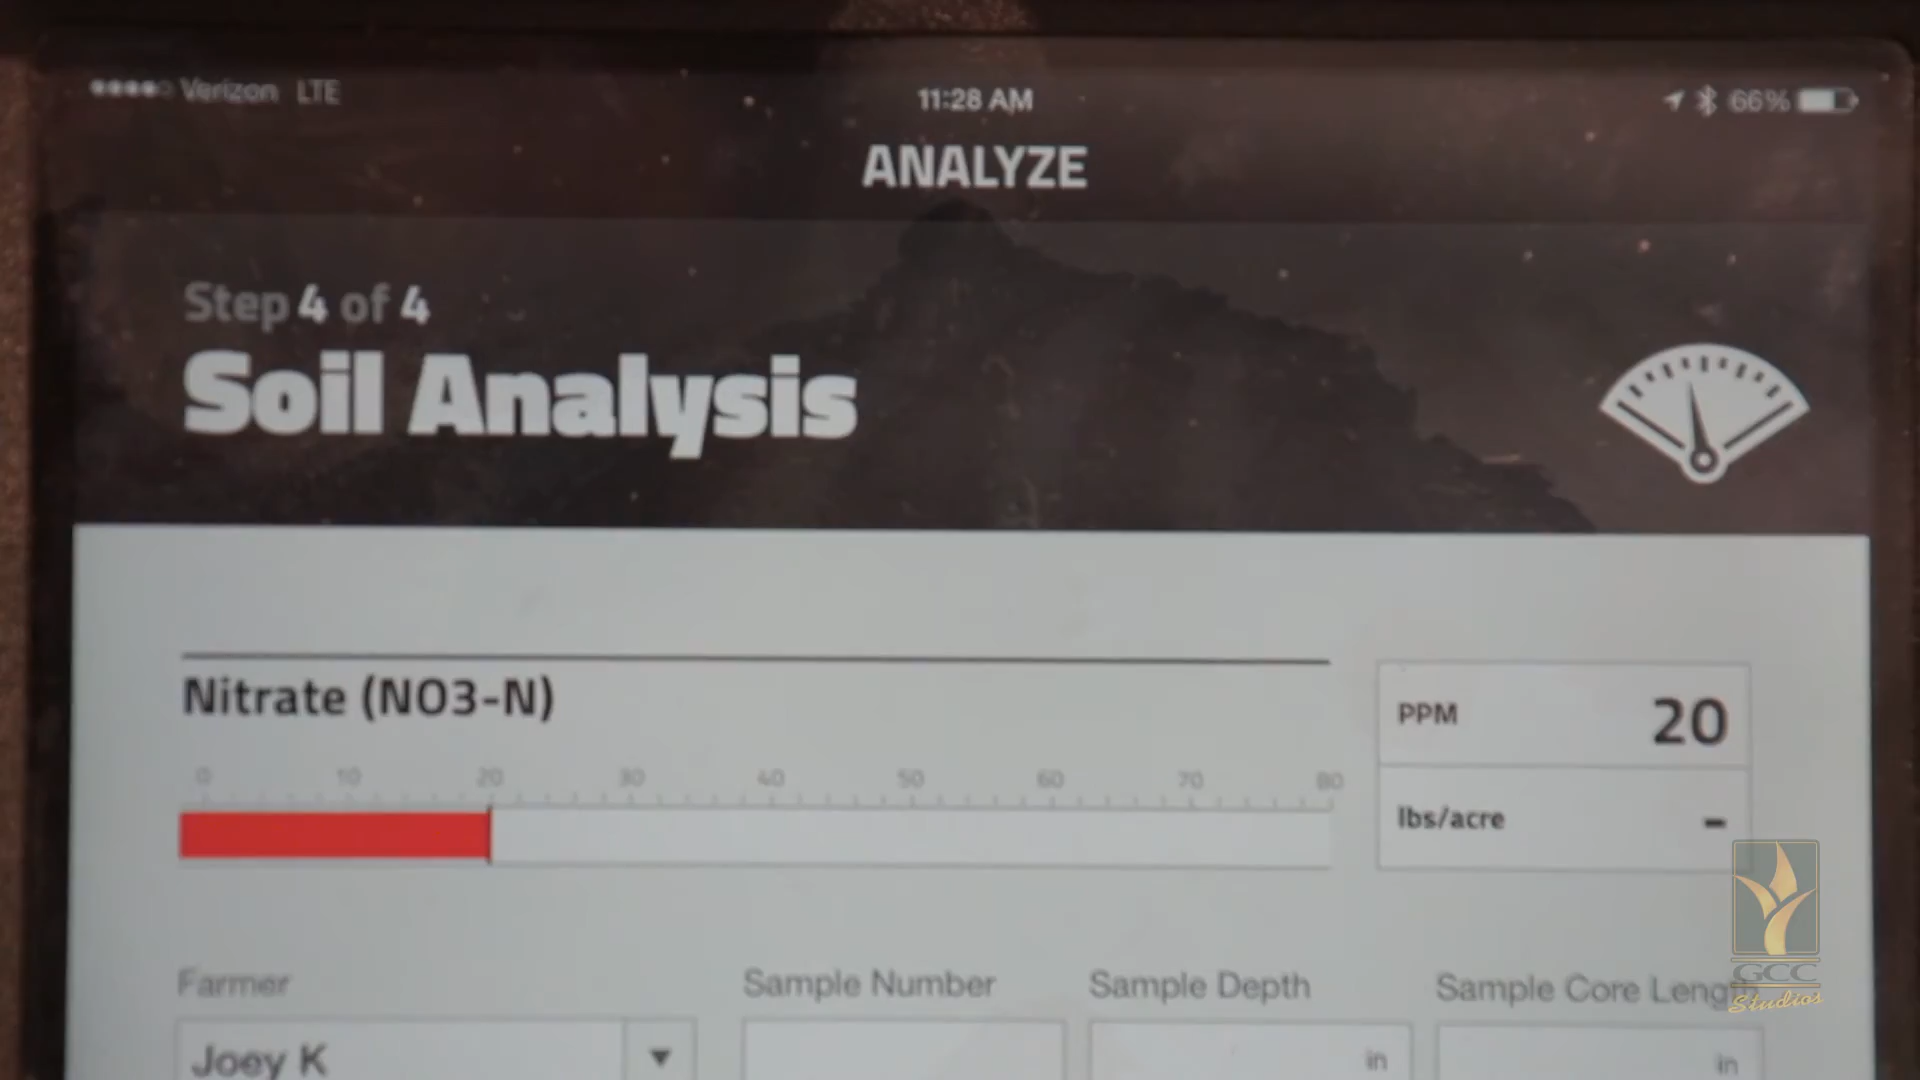 Verizon LTE
11:28 AM
66%
ANALYZE
Step 4 of 4
Soil Analysis
Nitrate (NO3-N)
0 10 20 30 40 50 60 70 80
PPM 20
lbs/acre -
Farmer
Sample Number
Sample Depth
Sample Core Length
Joey K
in
in
GCC
Studios